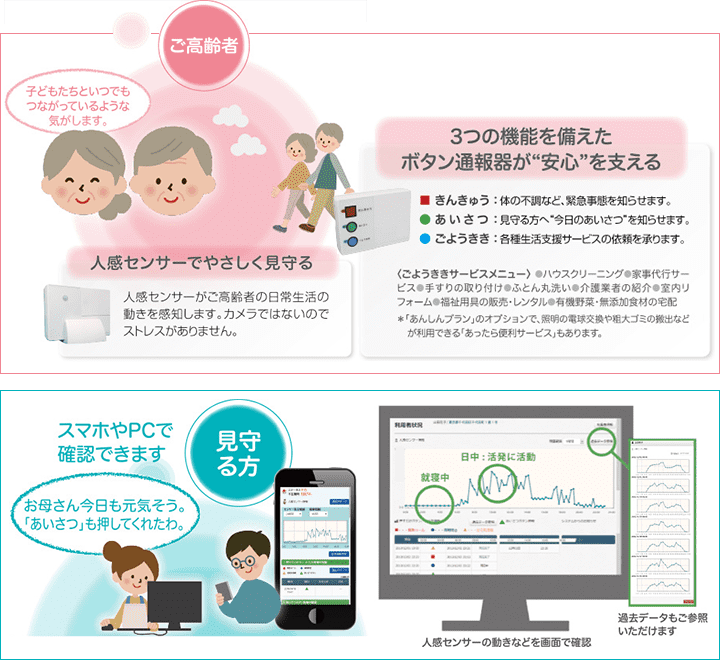 ご高齢者
子どもたちといつでも
つながっているような
気がします。
人感センサーでやさしく見守る
人感センサーがご高齢者の日常生活の
動きを感知します。カメラではないので
ストレスがありません。
3つの機能を備えた
ボタン通報器が“安心”を支える
■きんきゅう：体の不調など、緊急事態を知らせます。
●あいさつ：見守る方へ“今日のあいさつ”を知らせます。
●ごようきき：各種生活支援サービスの依頼を承ります。
〈ごようききサービスメニュー〉●ハウスクリーニング●家事代行サー
ビス●手すりの取り付け●ふとん丸洗い●介護業者の紹介●室内リ
フォーム●福祉用具の販売・レンタル●有機野菜・無添加食材の宅配
＊「あんしんプラン」のオプションで、照明の電球交換や粗大ゴミの搬出など
が利用できる「あったら便利サービス」もあります。
スマホやPCで
確認できます
見守
る方
お母さん今日も元気そう。
「あいさつ」も押してくれたわ。
利用者状況
日中：活発に活動
就寝中
人感センサーの動きなどを画面で確認
過去データもご参照
いただけます